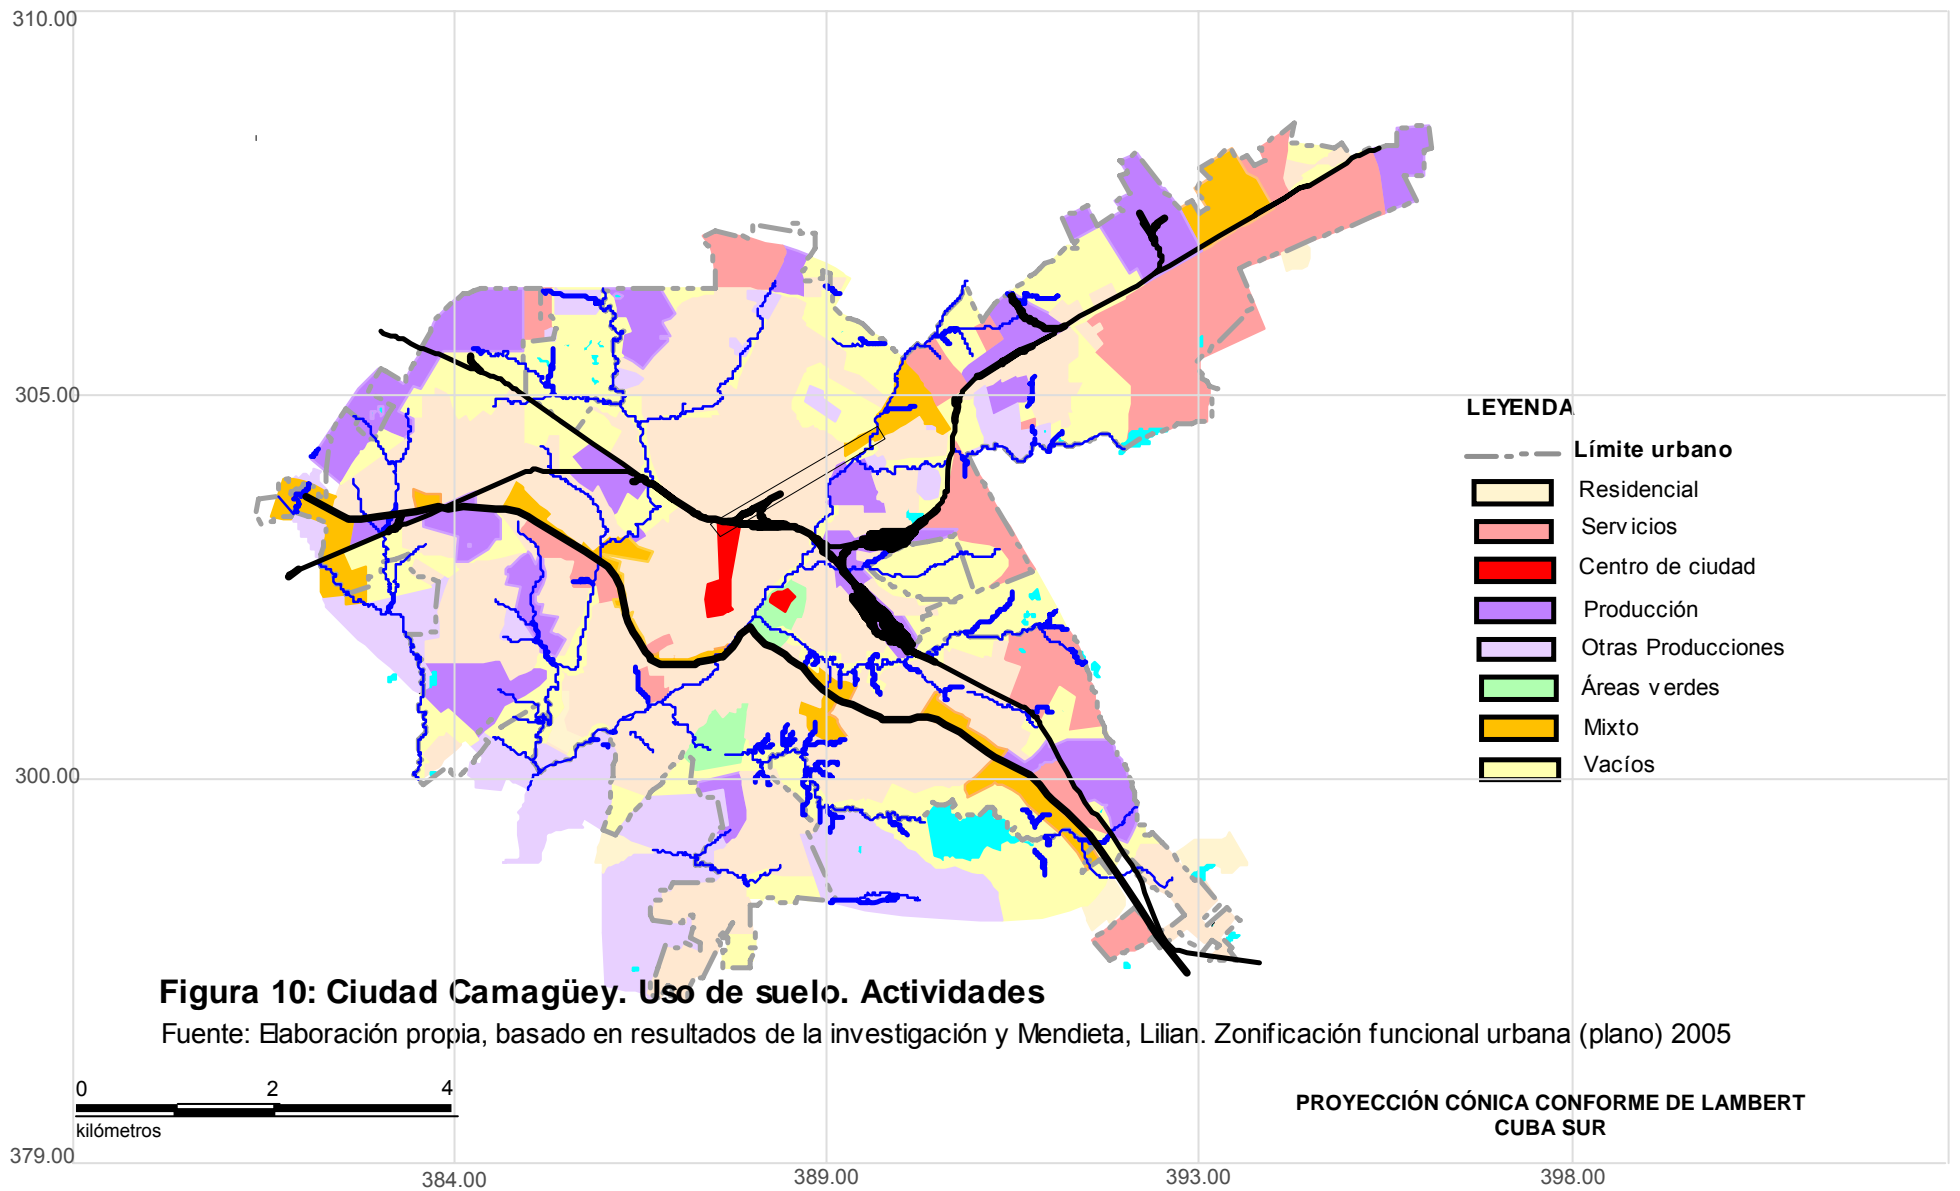 310.00
305.00
300.00
379.00
384.00
389.00
393.00
398.00
LEYENDA
Límite urbano
Residencial
Servicios
Centro de ciudad
Producción
Otras Producciones
Áreas verdes
Mixto
Vacíos
Figura 10: Ciudad Camagüey. Uso de suelo. Actividades
Fuente: Elaboración propia, basado en resultados de la investigación y Mendieta, Lilian. Zonificación funcional urbana (plano) 2005
0 2 4
kilómetros
PROYECCIÓN CÓNICA CONFORME DE LAMBERT
CUBA SUR